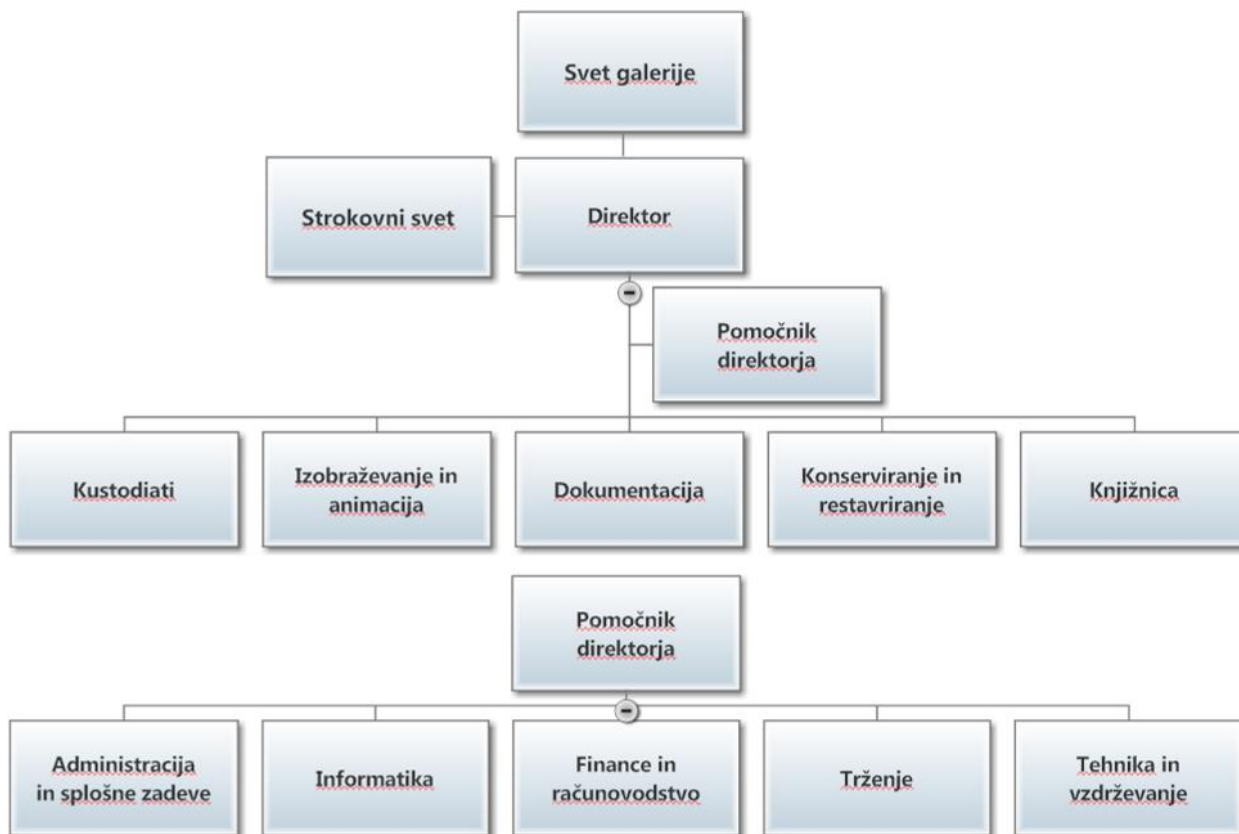 Svet galerije
Strokovni svet
Direktor
Pomočnik
direktorja
Kustodiati
Izobraževanje in
animacija
Dokumentacija
Konserviranje in
restavriranje
Knjižnica
Pomočnik
direktorja
Administracija
in splošne zadeve
Informatika
Finance in
računovodstvo
Trženje
Tehnika in
vzdrževanje